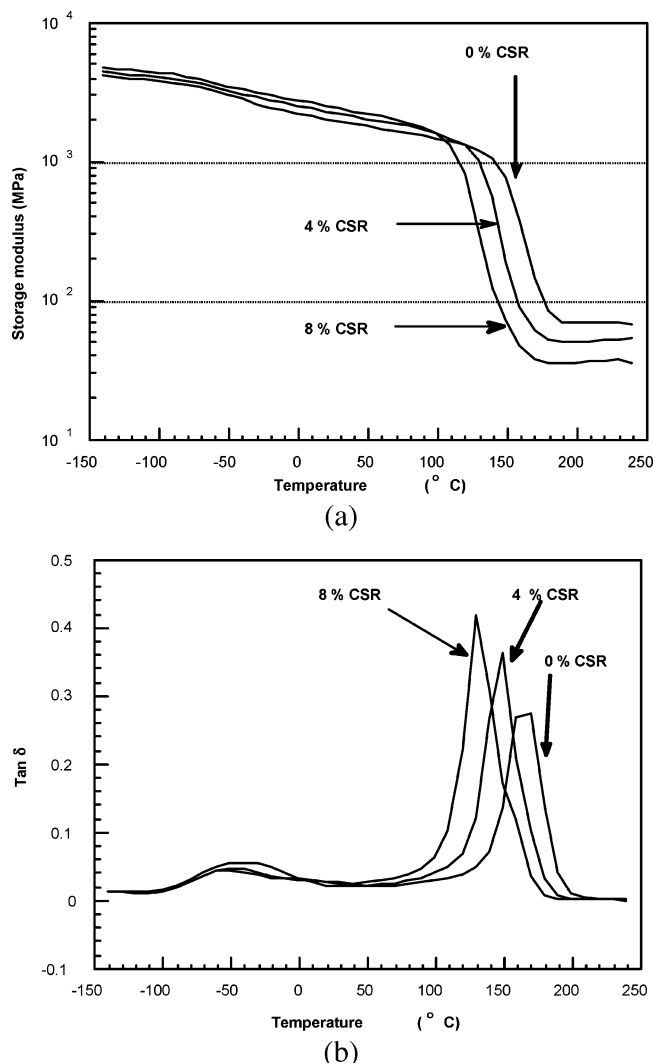 10 4
0 % CSR
10 3
Storage modulus (MPa)
4 % CSR
10 2
8 % CSR
10 1
-150 -100 -50 0 50 100 150 200 250
Temperature (° C)
(a)
0.5
8 % CSR 4 % CSR
0.4
0 % CSR
0.3
Tan δ
0.2
0.1
0
-0.1
-150 -100 -50 0 50 100 150 200 250
Temperature (° C)
(b)